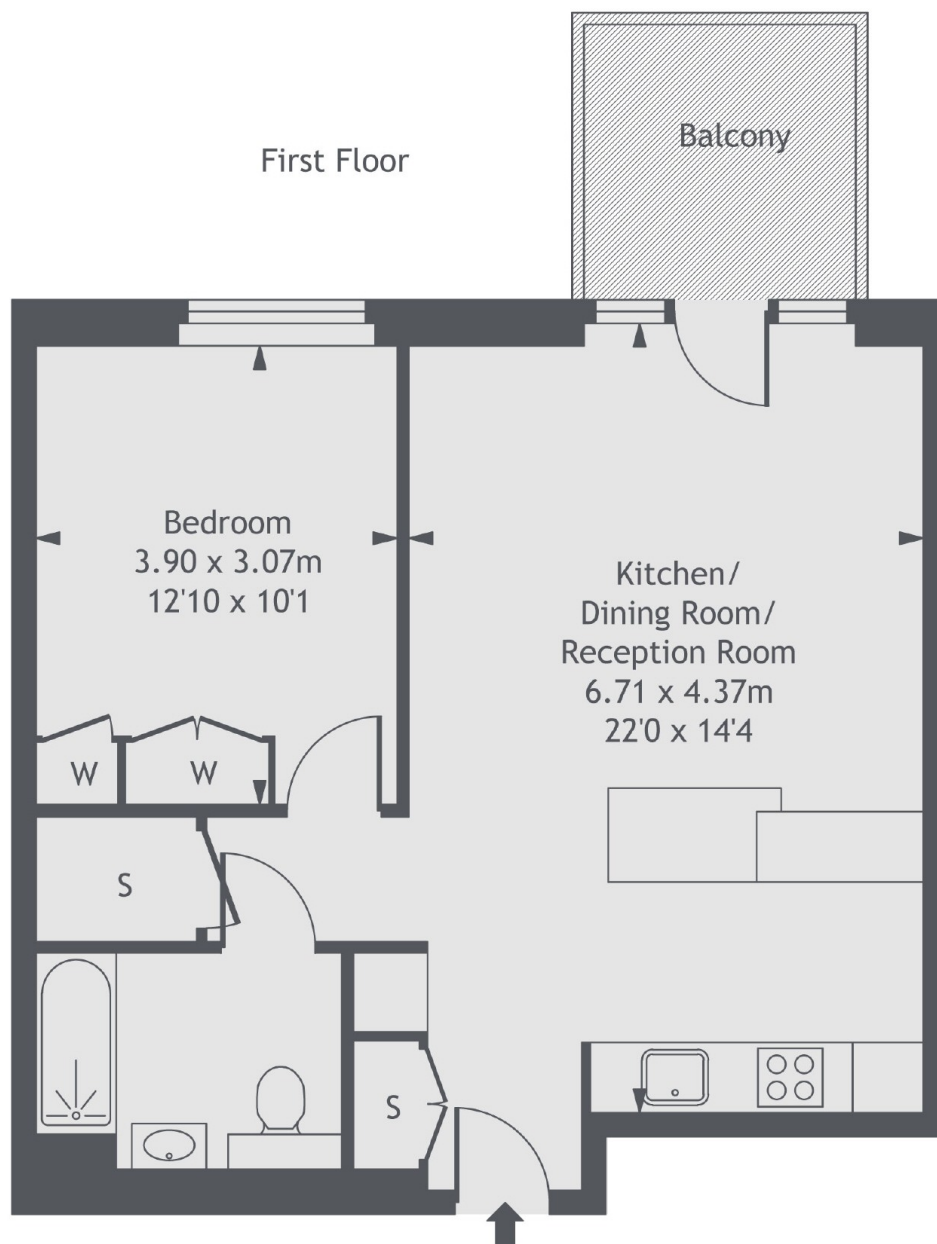 Balcony
First Floor
Bedroom
3.90 x 3.07m
12'10 x 10'1
Kitchen/
Dining Room/
Reception Room
6.71 x 4.37m
22'0 x 14'4
W
W
S
S